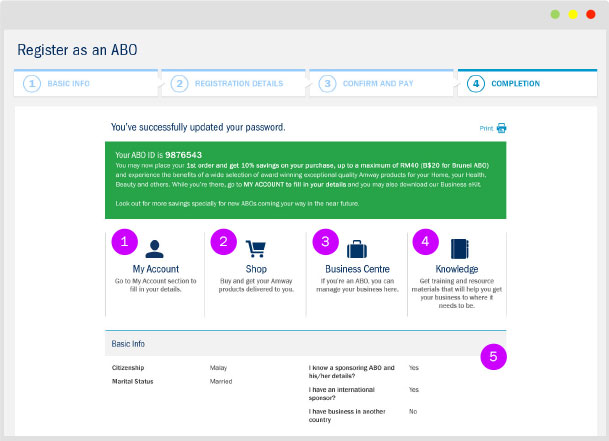 Register as an ABO
1 BASIC INFO
2 REGISTRATION DETAILS
3 CONFIRM AND PAY
4 COMPLETION
You've successfully updated your password.
Print
Your ABO ID is 9876543
You may now place your 1st order and get 10% savings on your purchase, up to a maximum of RM40 (B$20 for Brunei ABO)
and experience the benefits of a wide selection of award winning exceptional quality Amway products for your Home, your Health,
Beauty and others. While you're there, go to MY ACCOUNT to fill in your details and you may also download our Business eKit.
Look out for more savings specially for new ABOs coming your way in the near future.
1
My Account
Go to My Account section to
fill in your details.
2
Shop
Buy and get your Amway
products delivered to you.
3
Business Centre
If you're an ABO, you can
manage your business here.
4
Knowledge
Get training and resource
materials that will help you get
your business to where it
needs to be.
Basic Info
5
Citizenship Malay
Marital Status Married
I know a sponsoring ABO and
his/her details? Yes
I have an international
sponsor? Yes
I have business in another
country No